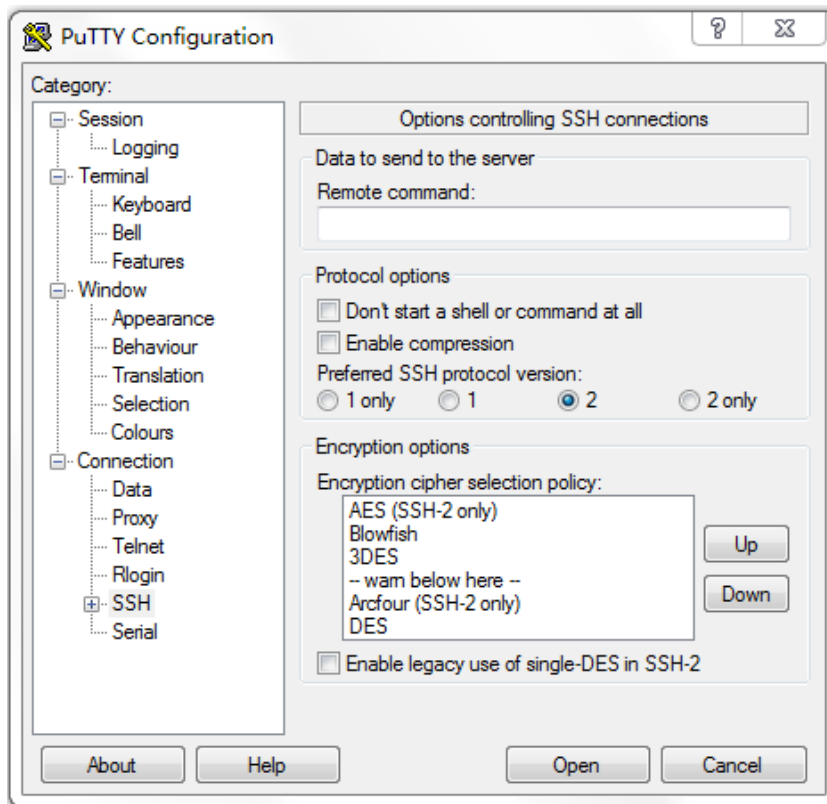 PuTTY Configuration
Category:
Session
Logging
Terminal
Keyboard
Bell
Features
Window
Appearance
Behaviour
Translation
Selection
Colours
Connection
Data
Proxy
Telnet
Rlogin
SSH
Serial
Options controlling SSH connections
Data to send to the server
Remote command:
Protocol options
Don't start a shell or command at all
Enable compression
Preferred SSH protocol version:
1 only 1 2 2 only
Encryption options
Encryption cipher selection policy:
AES (SSH-2 only)
Blowfish
3DES
-- warn below here --
Arcfour (SSH-2 only)
DES
Up
Down
Enable legacy use of single-DES in SSH-2
About Help Open Cancel